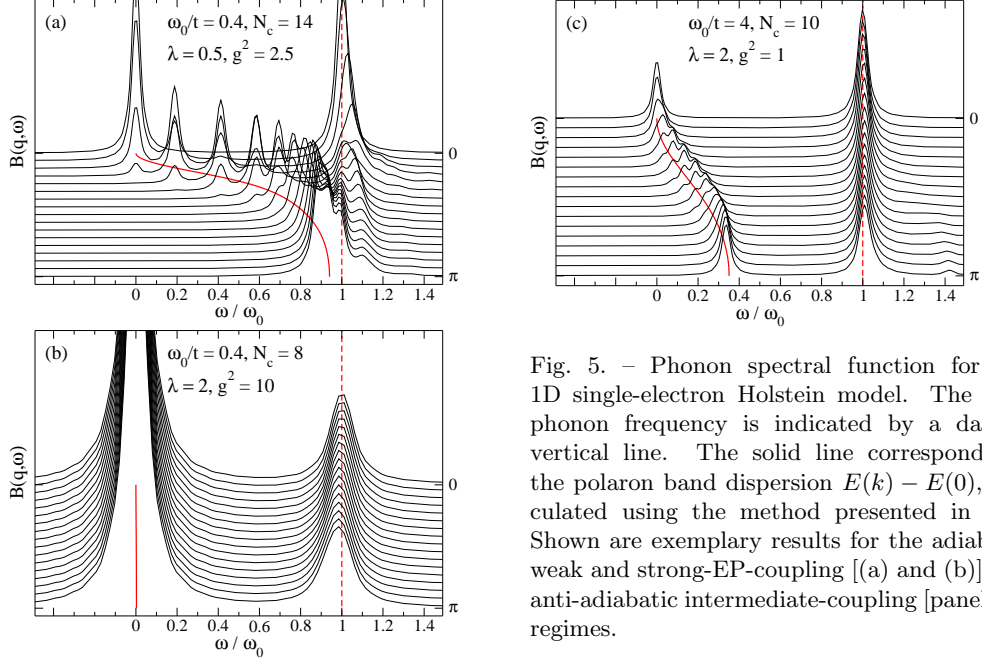 (a)
ω₀/t = 0.4, N_c = 14
λ = 0.5, g² = 2.5
B(q,ω)
0
π
0 0.2 0.4 0.6 0.8 1 1.2 1.4
ω / ω₀
(b)
ω₀/t = 0.4, N_c = 8
λ = 2, g² = 10
B(q,ω)
0
π
0 0.2 0.4 0.6 0.8 1 1.2 1.4
ω / ω₀
(c)
ω₀/t = 4, N_c = 10
λ = 2, g² = 1
B(q,ω)
0
π
0 0.2 0.4 0.6 0.8 1 1.2 1.4
ω / ω₀
Fig. 5. – Phonon spectral function for
1D single-electron Holstein model. The
phonon frequency is indicated by a da
vertical line. The solid line correspond
the polaron band dispersion E(k) − E(0),
culated using the method presented in
Shown are exemplary results for the adiab
weak and strong-EP-coupling [(a) and (b)]
anti-adiabatic intermediate-coupling [panel
regimes.